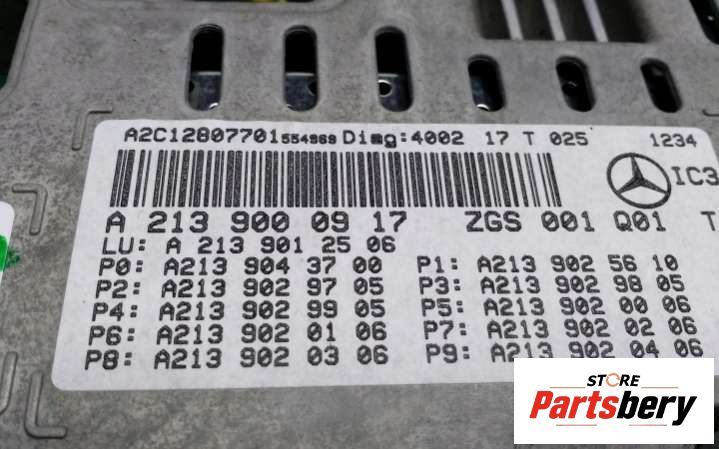 A2C12807701554969 Diag:4002 17 T 025 1234
IC3
A 213 900 09 17 ZGS 001 Q01 T
LU: A 213 901 25 06
P0: A213 904 37 00 P1: A213 902 56 10
P2: A213 902 97 05 P3: A213 902 98 05
P4: A213 902 99 05 P5: A213 902 00 06
P6: A213 902 01 06 P7: A213 902 02 06
P8: A213 902 03 06 P9: A213 902 04 06
STORE
Partsbery